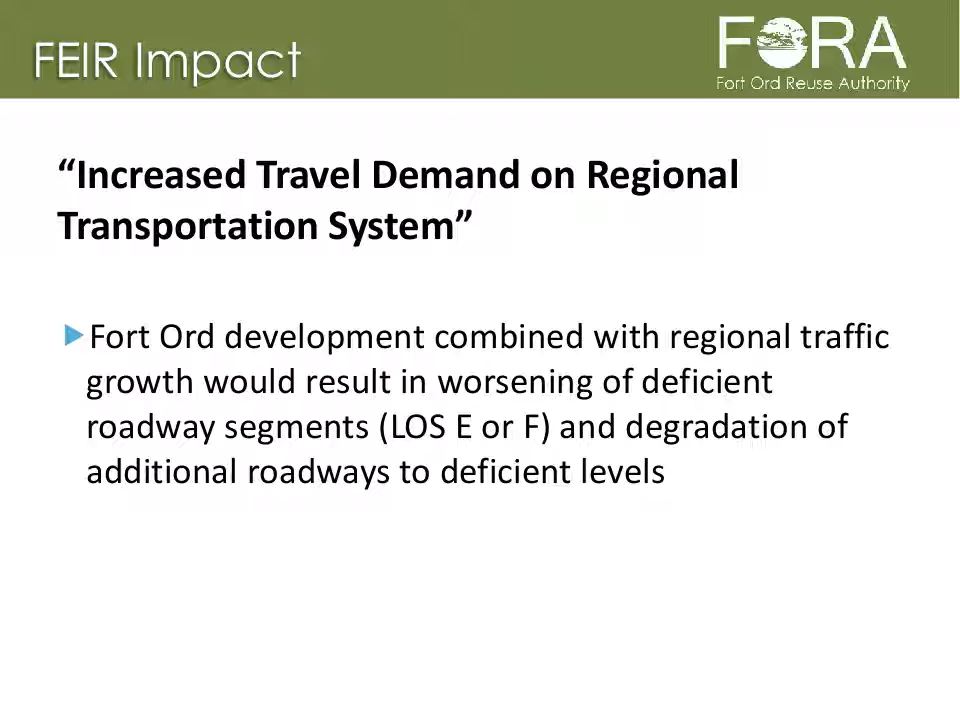 FEIR Impact
FORA
Fort Ord Reuse Authority
“Increased Travel Demand on Regional
Transportation System”
Fort Ord development combined with regional traffic
growth would result in worsening of deficient
roadway segments (LOS E or F) and degradation of
additional roadways to deficient levels